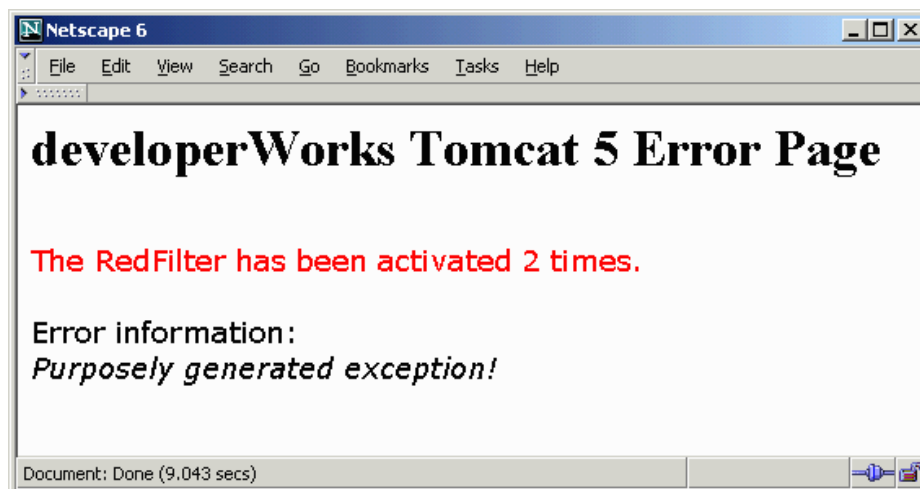 Netscape 6
File Edit View Search Go Bookmarks Tasks Help
developerWorks Tomcat 5 Error Page
The RedFilter has been activated 2 times.
Error information:
Purposely generated exception!
Document: Done (9.043 secs)